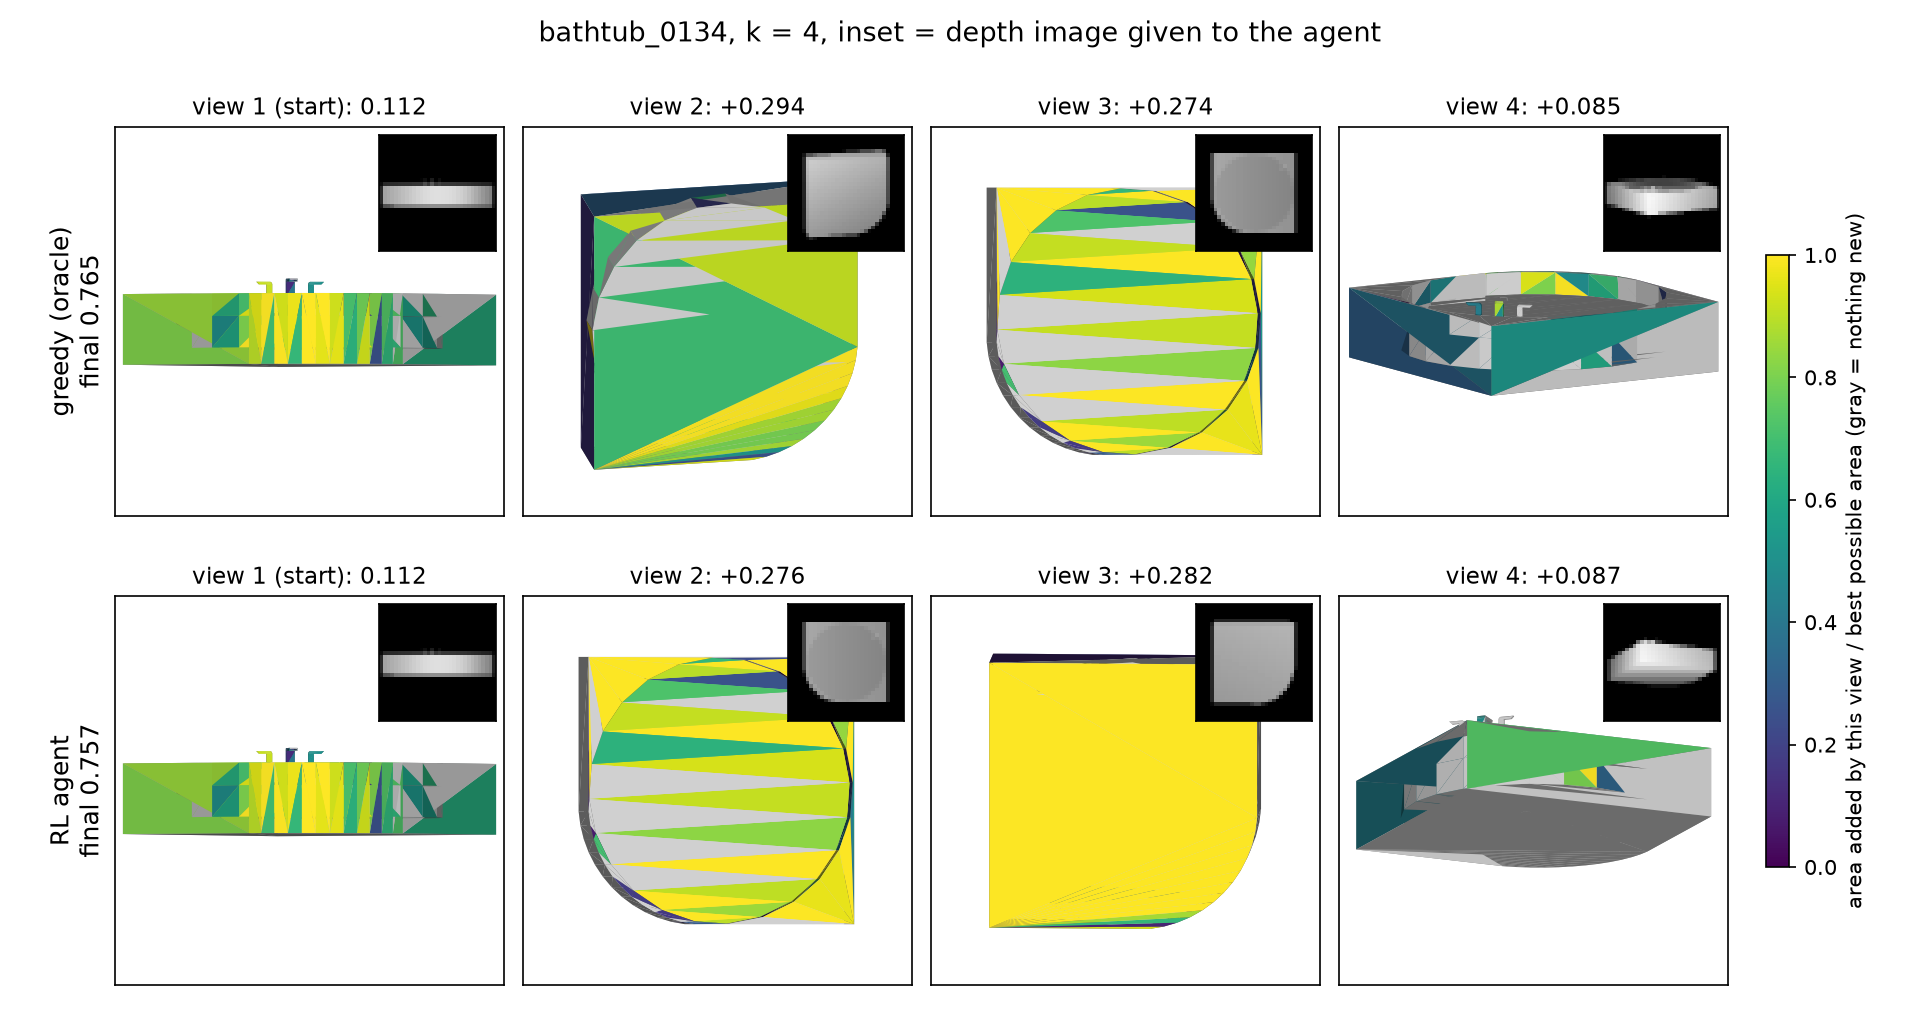 bathtub_0134, k = 4, inset = depth image given to the agent
view 1 (start): 0.112
view 2: +0.294
view 3: +0.274
view 4: +0.085
greedy (oracle)
final 0.765
view 1 (start): 0.112
view 2: +0.276
view 3: +0.282
view 4: +0.087
RL agent
final 0.757
1.0
0.8
0.6
0.4
0.2
0.0
area added by this view / best possible area (gray = nothing new)